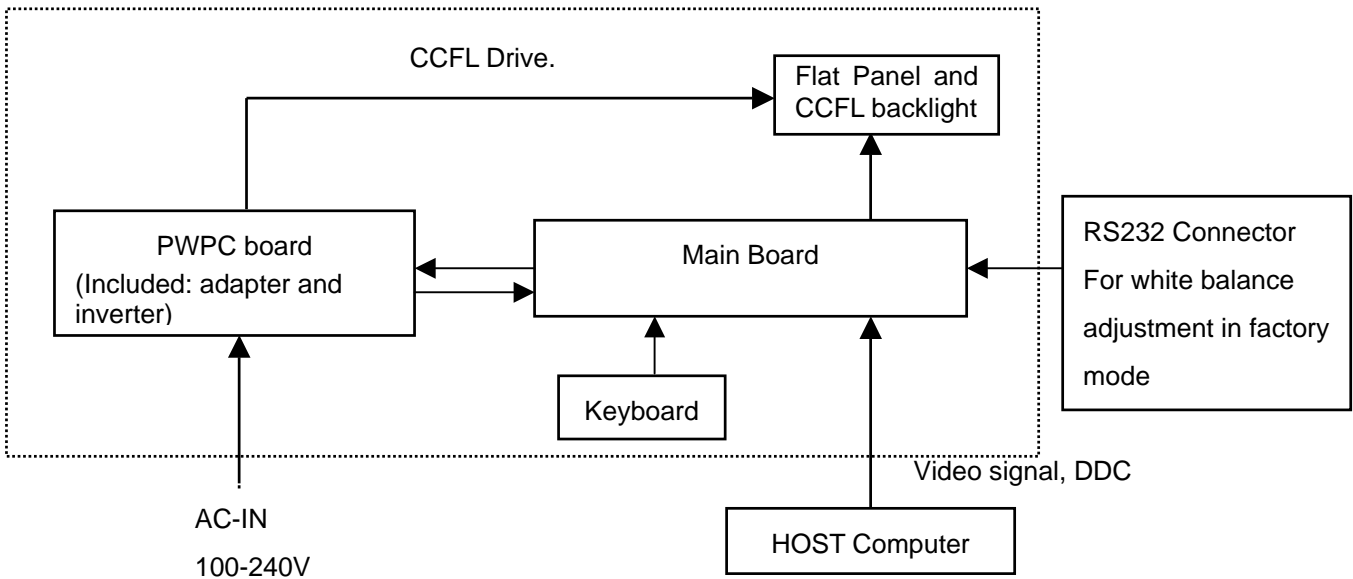 CCFL Drive.
Flat Panel and
CCFL backlight
PWPC board
(Included: adapter and
inverter)
Main Board
RS232 Connector
For white balance
adjustment in factory
mode
Keyboard
Video signal, DDC
AC-IN
100-240V
HOST Computer